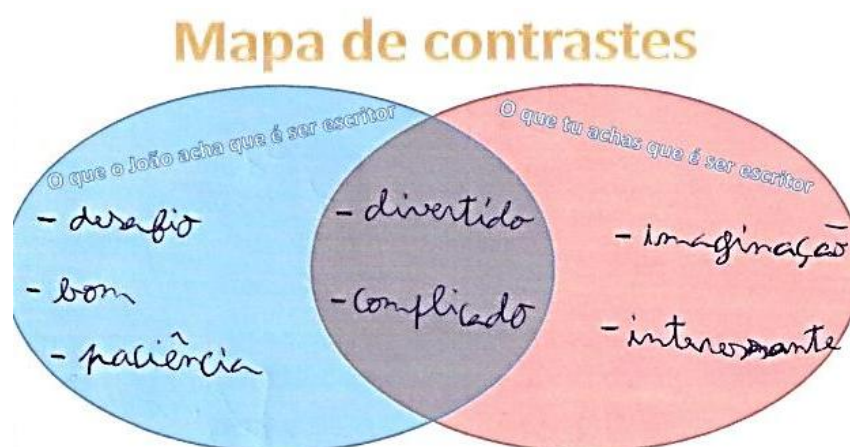 Mapa de contrastes
O que o João acha que é ser escritor
- desafio
- bom
- paciência
- divertido
- complicado
O que tu achas que é ser escritor
- imaginação
- interessante